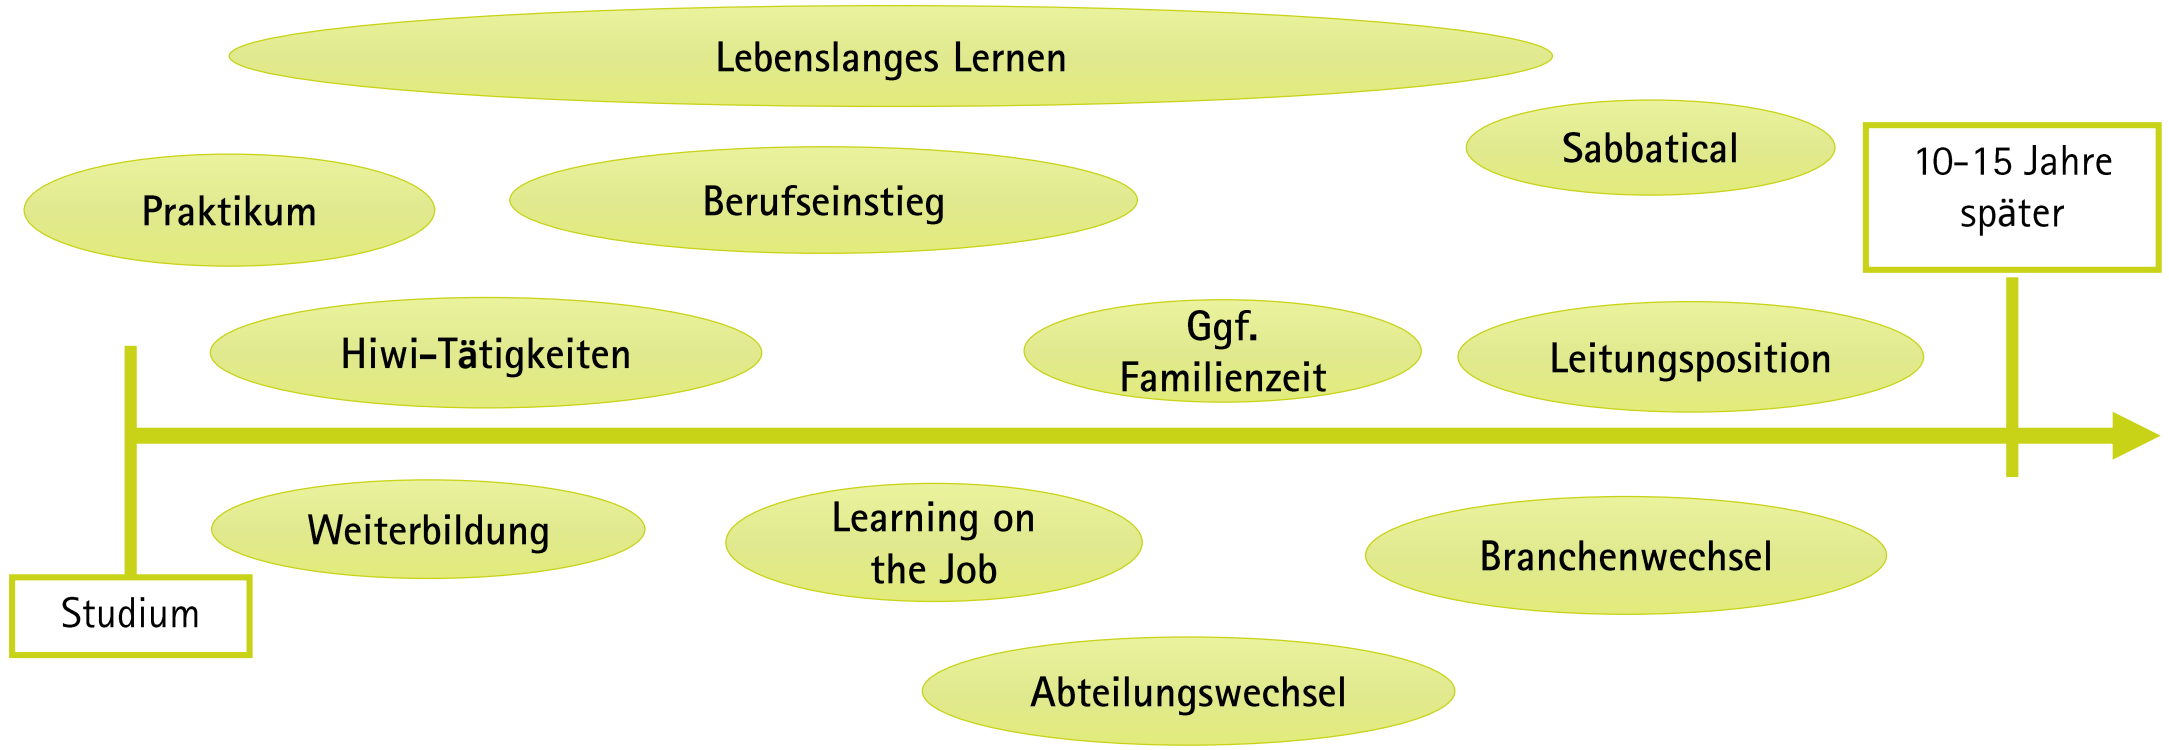 Lebenslanges Lernen
Sabbatical
10-15 Jahre
später
Praktikum
Berufseinstieg
Hiwi-Tätigkeiten
Ggf.
Familienzeit
Leitungsposition
Weiterbildung
Learning on
the Job
Branchenwechsel
Studium
Abteilungswechsel